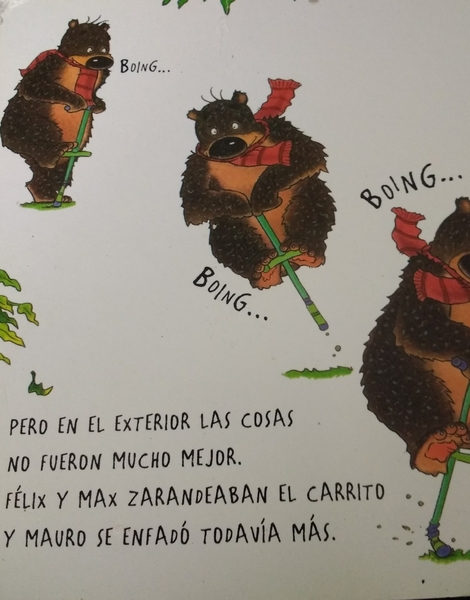 BOING...
BOING...
BOING...
PERO EN EL EXTERIOR LAS COSAS
NO FUERON MUCHO MEJOR.
FÉLIX Y MAX ZARANDEABAN EL CARRITO
Y MAURO SE ENFADÓ TODAVÍA MÁS.